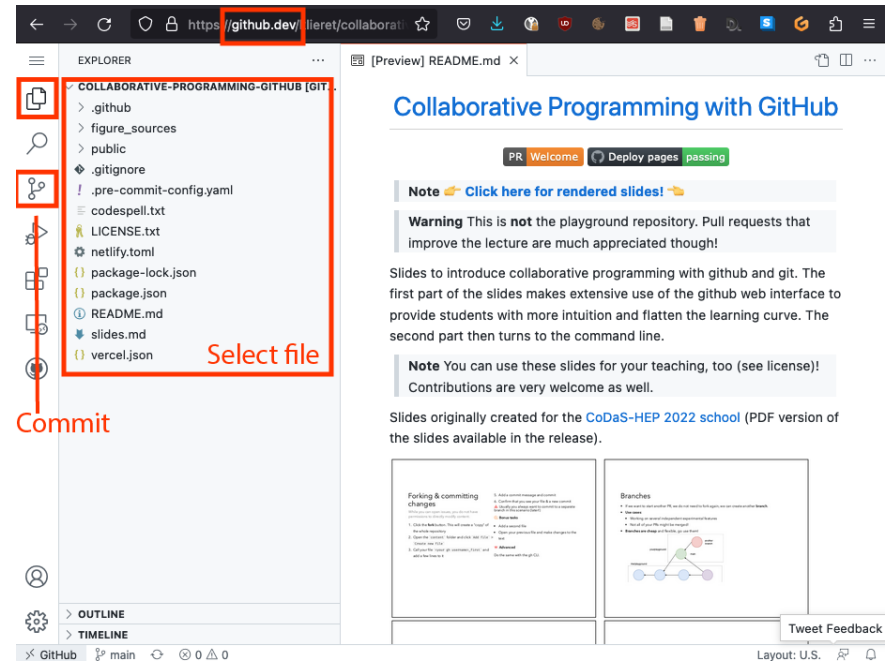 https://github.dev/klieret/collaborati
EXPLORER
[Preview] README.md
COLLABORATIVE-PROGRAMMING-GITHUB [GIT...
.github
figure_sources
public
.gitignore
.pre-commit-config.yaml
codespell.txt
LICENSE.txt
netlify.toml
package-lock.json
package.json
README.md
slides.md
vercel.json
Select file
Commit
OUTLINE
TIMELINE
Collaborative Programming with GitHub
PR Welcome Deploy pages passing
Note 👉 Click here for rendered slides! 👈
Warning This is not the playground repository. Pull requests that
improve the lecture are much appreciated though!
Slides to introduce collaborative programming with github and git. The
first part of the slides makes extensive use of the github web interface to
provide students with more intuition and flatten the learning curve. The
second part then turns to the command line.
Note You can use these slides for your teaching, too (see license)!
Contributions are very welcome as well.
Slides originally created for the CoDaS-HEP 2022 school (PDF version of
the slides available in the release).
Forking & committing
changes
Branches
Tweet Feedback
GitHub main 0 0 Layout: U.S.